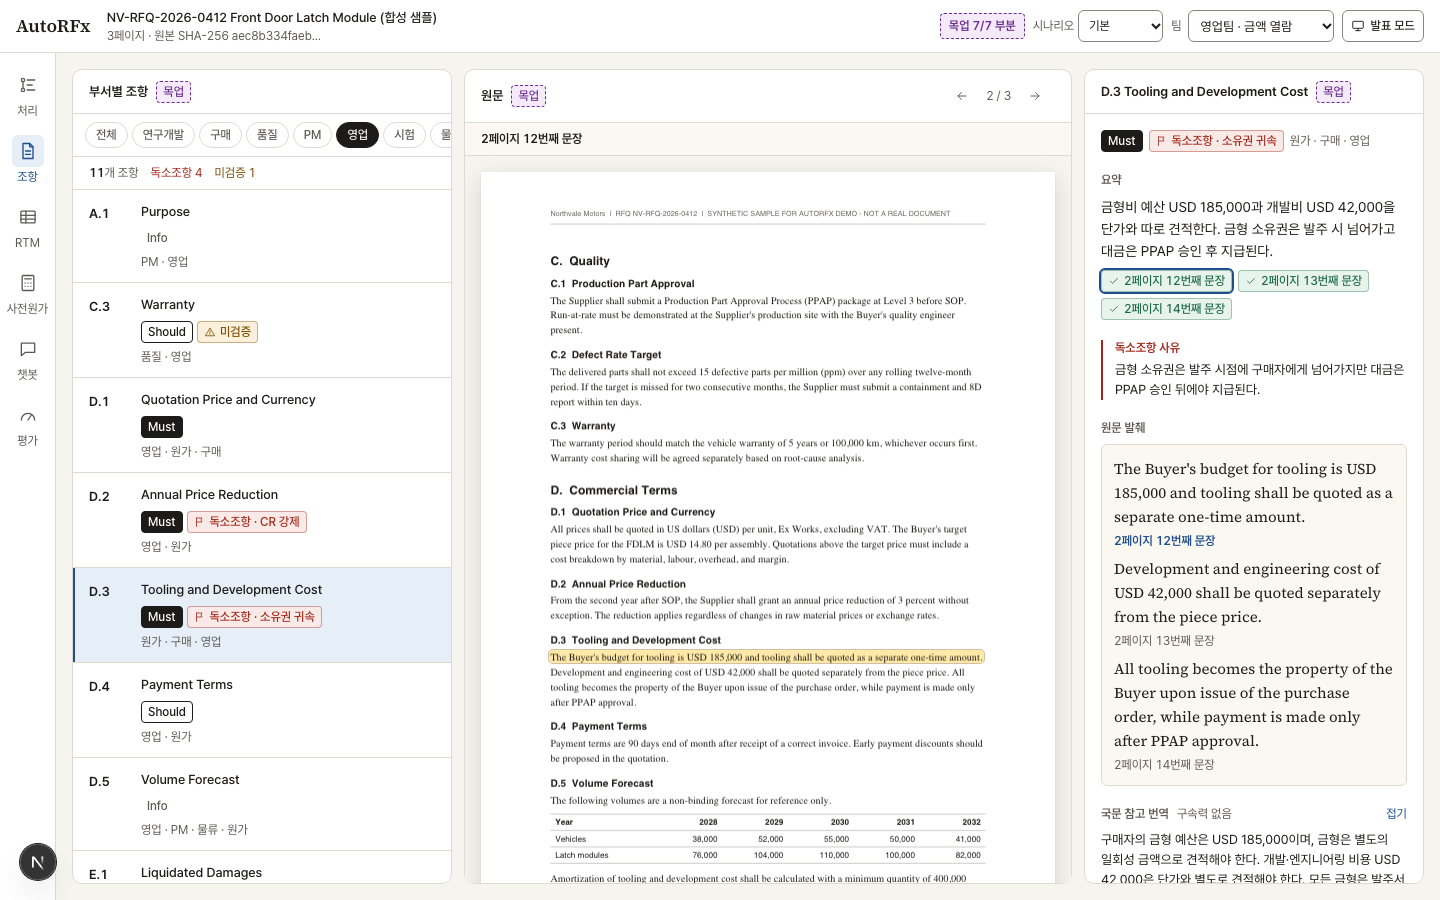 AutoRFx
NV-RFQ-2026-0412 Front Door Latch Module (합성 샘플)
3페이지 · 원본 SHA-256 aec8b334faeb...
목업 7/7 부분
시나리오
기본
팀
영업팀 · 금액 열람
발표 모드
처리
조항
RTM
사전원가
챗봇
평가
N
부서별 조항
목업
전체
연구개발
구매
품질
PM
영업
시험
11개 조항 독소조항 4 미검증 1
A.1
Purpose
Info
PM · 영업
C.3
Warranty
Should
미검증
품질 · 영업
D.1
Quotation Price and Currency
Must
영업 · 원가 · 구매
D.2
Annual Price Reduction
Must
독소조항 · CR 강제
영업 · 원가
D.3
Tooling and Development Cost
Must
독소조항 · 소유권 귀속
원가 · 구매 · 영업
D.4
Payment Terms
Should
영업 · 원가
D.5
Volume Forecast
Info
영업 · PM · 물류 · 원가
E.1
Liquidated Damages
원문
목업
← 2 / 3 →
2페이지 12번째 문장
Northvale Motors | RFQ NV-RFQ-2026-0412 | SYNTHETIC SAMPLE FOR AUTORFX DEMO - NOT A REAL DOCUMENT
C. Quality
C.1 Production Part Approval
The Supplier shall submit a Production Part Approval Process (PPAP) package at Level 3 before SOP.
Run-at-rate must be demonstrated at the Supplier's production site with the Buyer's quality engineer
present.
C.2 Defect Rate Target
The delivered parts shall not exceed 15 defective parts per million (ppm) over any rolling twelve-month
period. If the target is missed for two consecutive months, the Supplier must submit a containment and 8D
report within ten days.
C.3 Warranty
The warranty period should match the vehicle warranty of 5 years or 100,000 km, whichever occurs first.
Warranty cost sharing will be agreed separately based on root-cause analysis.
D. Commercial Terms
D.1 Quotation Price and Currency
All prices shall be quoted in US dollars (USD) per unit, Ex Works, excluding VAT. The Buyer's target
piece price for the FDLM is USD 14.80 per assembly. Quotations above the target price must include a
cost breakdown by material, labour, overhead, and margin.
D.2 Annual Price Reduction
From the second year after SOP, the Supplier shall grant an annual price reduction of 3 percent without
exception. The reduction applies regardless of changes in raw material prices or exchange rates.
D.3 Tooling and Development Cost
The Buyer's budget for tooling is USD 185,000 and tooling shall be quoted as a separate one-time amount.
Development and engineering cost of USD 42,000 shall be quoted separately from the piece price. All
tooling becomes the property of the Buyer upon issue of the purchase order, while payment is made only
after PPAP approval.
D.4 Payment Terms
Payment terms are 90 days end of month after receipt of a correct invoice. Early payment discounts should
be proposed in the quotation.
D.5 Volume Forecast
The following volumes are a non-binding forecast for reference only.
Year 2028 2029 2030 2031 2032
Vehicles 38,000 52,000 55,000 50,000 41,000
Latch modules 76,000 104,000 110,000 100,000 82,000
Amortization of tooling and development cost shall be calculated with a minimum quantity of 400,000
D.3 Tooling and Development Cost
목업
Must
독소조항 · 소유권 귀속
원가 · 구매 · 영업
요약
금형비 예산 USD 185,000과 개발비 USD 42,000을
단가와 따로 견적한다. 금형 소유권은 발주 시 넘어가고
대금은 PPAP 승인 후 지급된다.
2페이지 12번째 문장
2페이지 13번째 문장
2페이지 14번째 문장
독소조항 사유
금형 소유권은 발주 시점에 구매자에게 넘어가지만 대금은
PPAP 승인 뒤에야 지급된다.
원문 발췌
The Buyer's budget for tooling is USD
185,000 and tooling shall be quoted as a
separate one-time amount.
2페이지 12번째 문장
Development and engineering cost of
USD 42,000 shall be quoted separately
from the piece price.
2페이지 13번째 문장
All tooling becomes the property of the
Buyer upon issue of the purchase
order, while payment is made only
after PPAP approval.
2페이지 14번째 문장
국문 참고 번역 구속력 없음
접기
구매자의 금형 예산은 USD 185,000이며, 금형은 별도의
일회성 금액으로 견적해야 한다. 개발·엔지니어링 비용 USD
42,000은 단가와 별도로 견적해야 한다. 모든 금형은 발주서